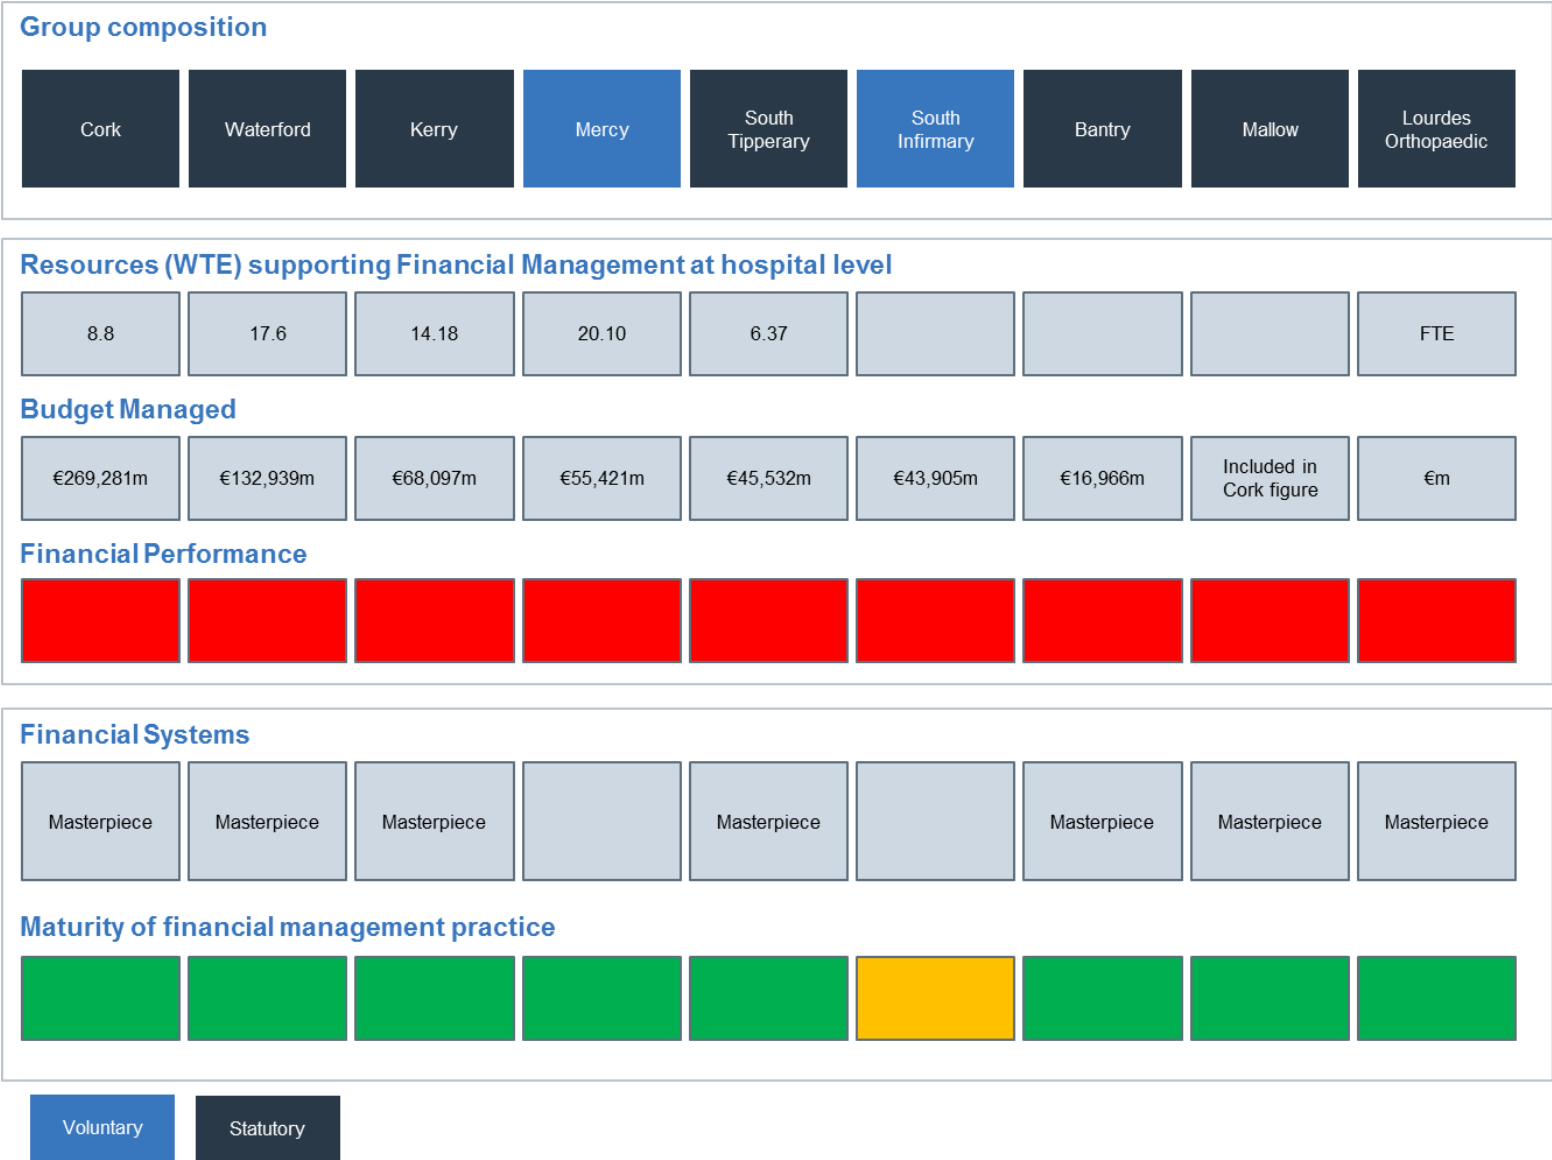 Group composition
Cork
Waterford
Kerry
Mercy
South
Tipperary
South
Infirmary
Bantry
Mallow
Lourdes
Orthopaedic
Resources (WTE) supporting Financial Management at hospital level
8.8
17.6
14.18
20.10
6.37
FTE
Budget Managed
€269,281m
€132,939m
€68,097m
€55,421m
€45,532m
€43,905m
€16,966m
Included in
Cork figure
€m
Financial Performance
Financial Systems
Masterpiece
Masterpiece
Masterpiece
Masterpiece
Masterpiece
Masterpiece
Masterpiece
Maturity of financial management practice
Voluntary
Statutory